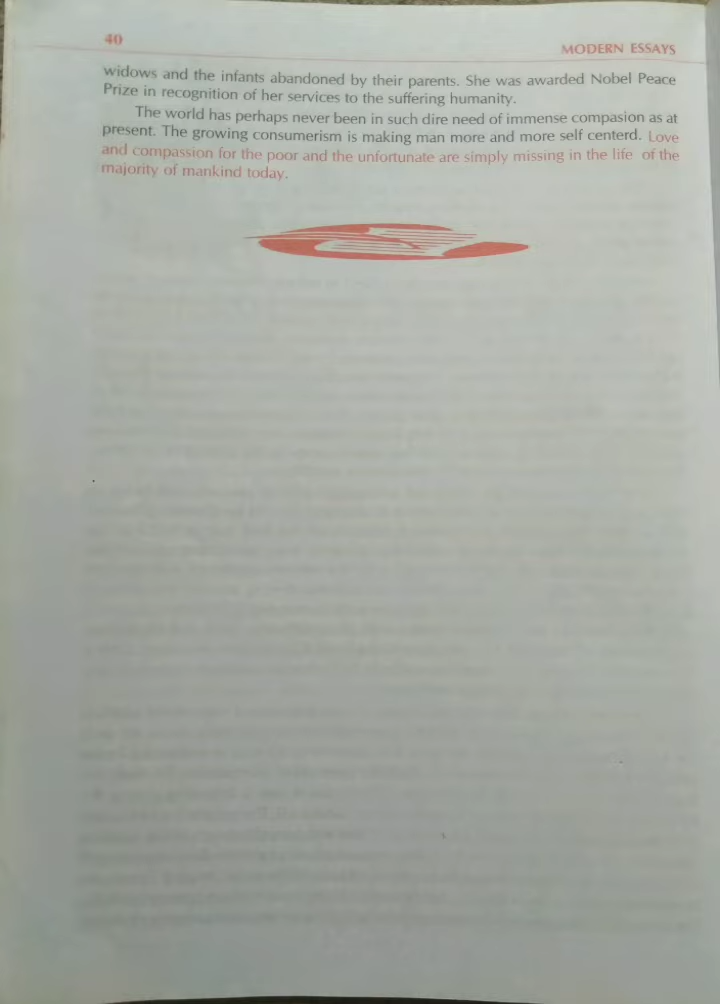 40
MODERN ESSAYS
widows and the infants abandoned by their parents. She was awarded Nobel Peace
Prize in recognition of her services to the suffering humanity.
The world has perhaps never been in such dire need of immense compasion as at
present. The growing consumerism is making man more and more self centerd. Love
and compassion for the poor and the unfortunate are simply missing in the life of the
majority of mankind today.